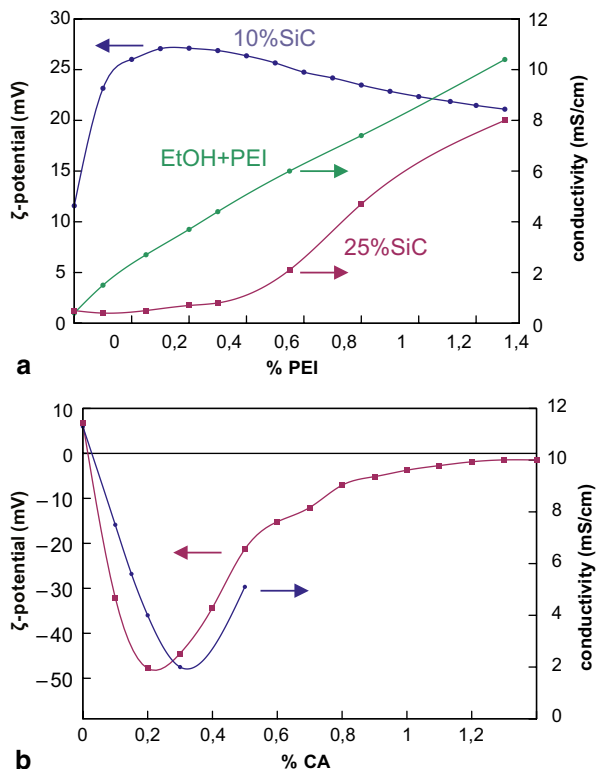 30
25
20
15
10
5
0
ζ-potential (mV)
10%SiC
EtOH+PEI
25%SiC
12
10
8
6
4
2
0
conductivity (mS/cm)
0 0,2 0,4 0,6 0,8 1 1,2 1,4
% PEI
a
10
0
−10
−20
−30
−40
−50
ζ-potential (mV)
12
10
8
6
4
2
0
conductivity (mS/cm)
0 0,2 0,4 0,6 0,8 1 1,2
% CA
b